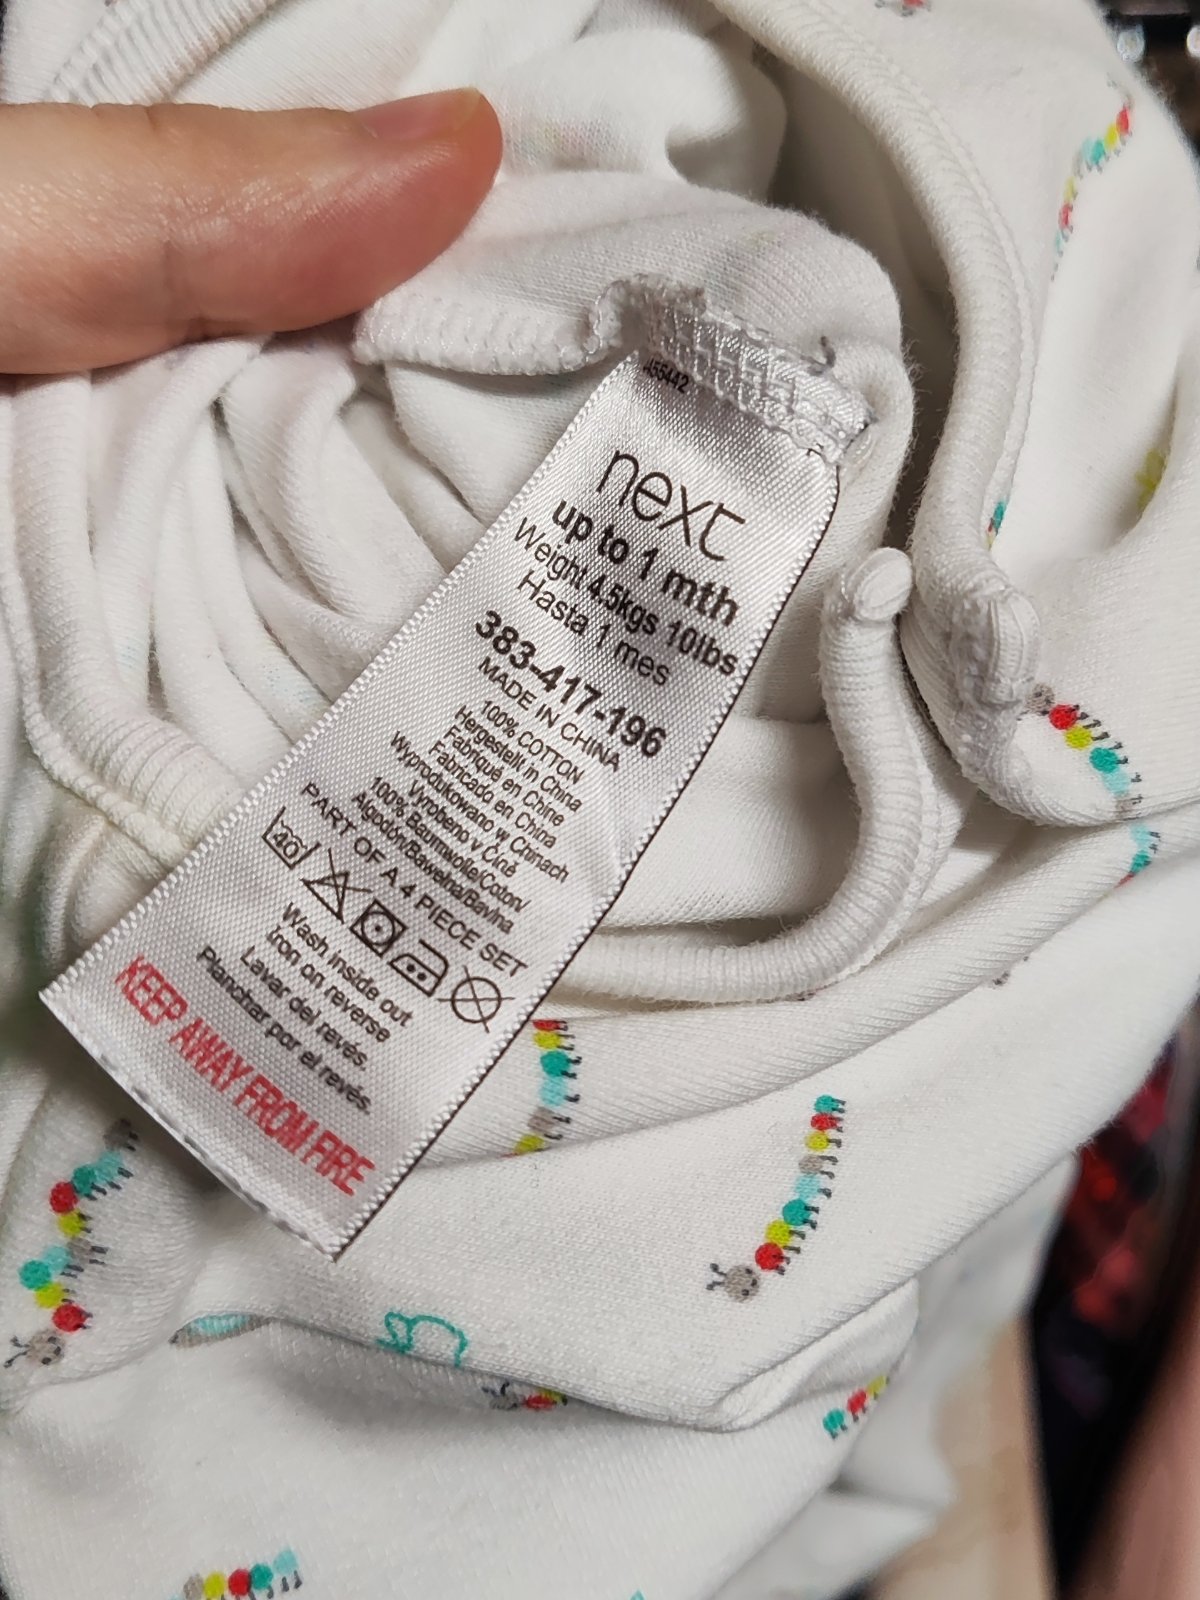 455442
next
up to 1 mth
Weight 4.5kgs 10lbs
Hasta 1 mes
383-417-196
MADE IN CHINA
100% COTTON
Hergestellt in China
Fabriqué en Chine
Fabricado en China
Wyprodukowano w Chinach
Vyrobeno v Číně
100% Baumwolle/Coton/
Algodón/Bawełna/Bavlna
PART OF A 4 PIECE SET
40
Wash inside out
Iron on reverse
Lavar del revés.
Planchar por el revés.
KEEP AWAY FROM FIRE